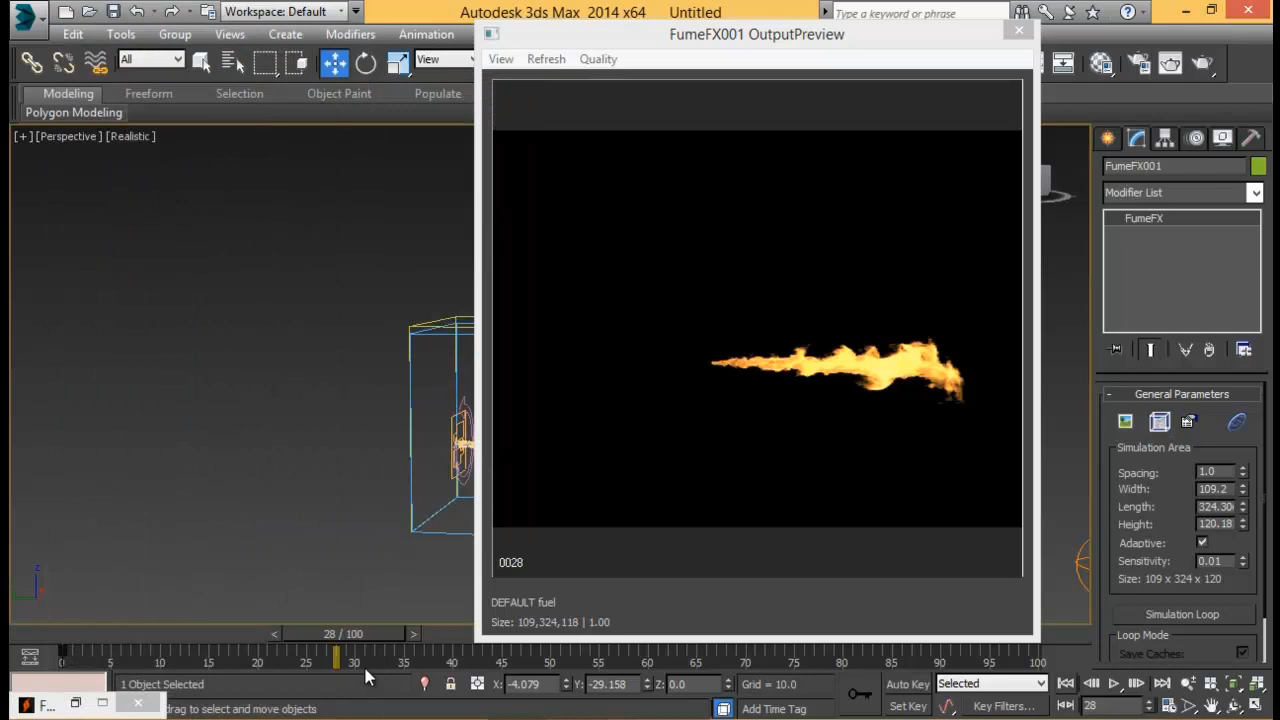 Workspace: Default
Autodesk 3ds Max 2014 x64 Untitled
Type a keyword or phrase
Edit Tools Group Views Create Modifiers Animation
FumeFX001 OutputPreview
View Refresh Quality
All
View
Modeling Freeform Selection Object Paint Populate
Polygon Modeling
[+] [Perspective] [Realistic]
FumeFX001
Modifier List
FumeFX
- General Parameters
Simulation Area
Spacing: 1.0
Width: 109.2
Length: 324.30
Height: 120.18
Adaptive:
Sensitivity: 0.01
Size: 109 x 324 x 120
Simulation Loop
Loop Mode
Save Caches:
0028
DEFAULT fuel
Size: 109,324,118 | 1.00
< 28 / 100 >
0 5 10 15 20 25 30 35 40 45 50 55 60 65 70 75 80 85 90 95 100
1 Object Selected
X: -4.079 Y: -29.158 Z: 0.0 Grid = 10.0
Auto Key Selected
F...
drag to select and move objects
Add Time Tag
Set Key Key Filters... 28